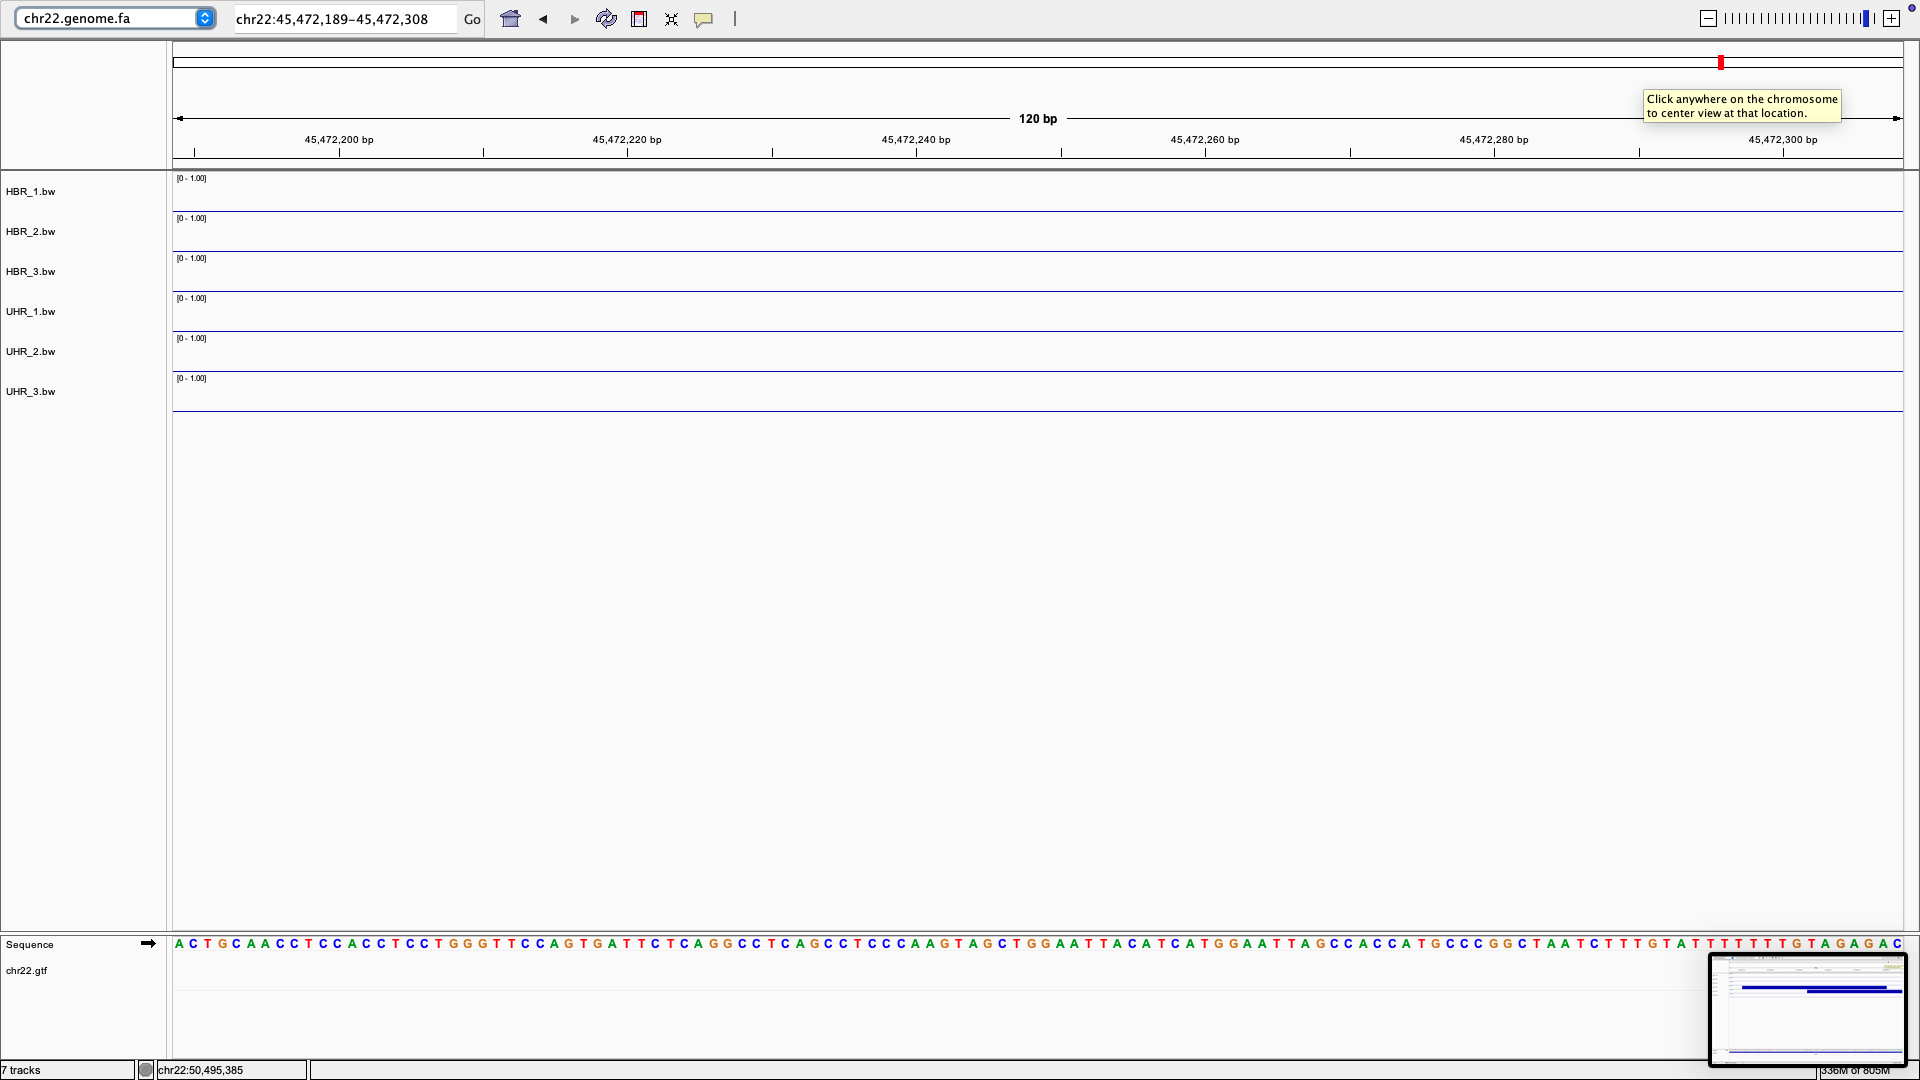 chr22.genome.fa
chr22:45,472,189-45,472,308
Go
Click anywhere on the chromosome
to center view at that location.
120 bp
45,472,200 bp 45,472,220 bp 45,472,240 bp 45,472,260 bp 45,472,280 bp 45,472,300 bp
[0 - 1.00]
HBR_1.bw
[0 - 1.00]
HBR_2.bw
[0 - 1.00]
HBR_3.bw
[0 - 1.00]
UHR_1.bw
[0 - 1.00]
UHR_2.bw
[0 - 1.00]
UHR_3.bw
Sequence
A C T G C A A C C T C C A C C T C C T G G G T T C C A G T G A T T C T C A G G C C T C A G C C T C C C A A G T A G C T G G A A T T A C A T C A T G G A A T T A G C C A C C A T G C C C G G C T A A T C T T T G T A T T T T T T T G T A G A G A C
chr22.gtf
7 tracks
chr22:50,495,385
336M of 805M